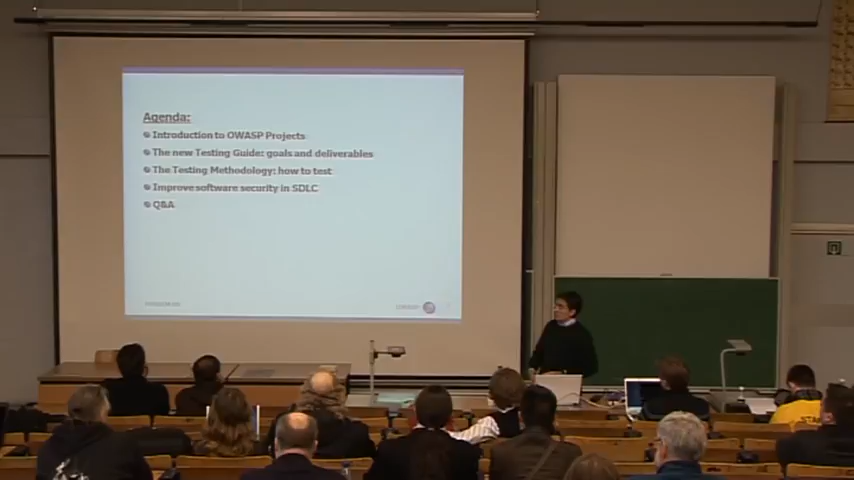 Agenda:
Introduction to OWASP Projects
The new Testing Guide: goals and deliverables
The Testing Methodology: how to test
Improve software security in SDLC
Q&A